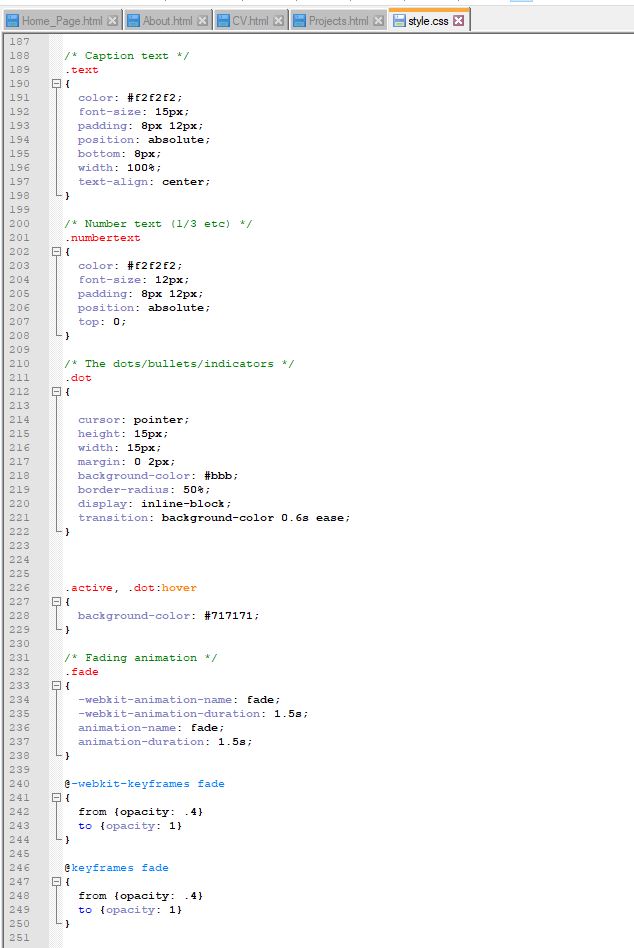 Home_Page.html About.html CV.html Projects.html style.css
187
188 /* Caption text */
189 .text
190 {
191 color: #f2f2f2;
192 font-size: 15px;
193 padding: 8px 12px;
194 position: absolute;
195 bottom: 8px;
196 width: 100%;
197 text-align: center;
198 }
199
200 /* Number text (1/3 etc) */
201 .numbertext
202 {
203 color: #f2f2f2;
204 font-size: 12px;
205 padding: 8px 12px;
206 position: absolute;
207 top: 0;
208 }
209
210 /* The dots/bullets/indicators */
211 .dot
212 {
213
214 cursor: pointer;
215 height: 15px;
216 width: 15px;
217 margin: 0 2px;
218 background-color: #bbb;
219 border-radius: 50%;
220 display: inline-block;
221 transition: background-color 0.6s ease;
222 }
223
224
225
226 .active, .dot:hover
227 {
228 background-color: #717171;
229 }
230
231 /* Fading animation */
232 .fade
233 {
234 -webkit-animation-name: fade;
235 -webkit-animation-duration: 1.5s;
236 animation-name: fade;
237 animation-duration: 1.5s;
238 }
239
240 @-webkit-keyframes fade
241 {
242 from {opacity: .4}
243 to {opacity: 1}
244 }
245
246 @keyframes fade
247 {
248 from {opacity: .4}
249 to {opacity: 1}
250 }
251